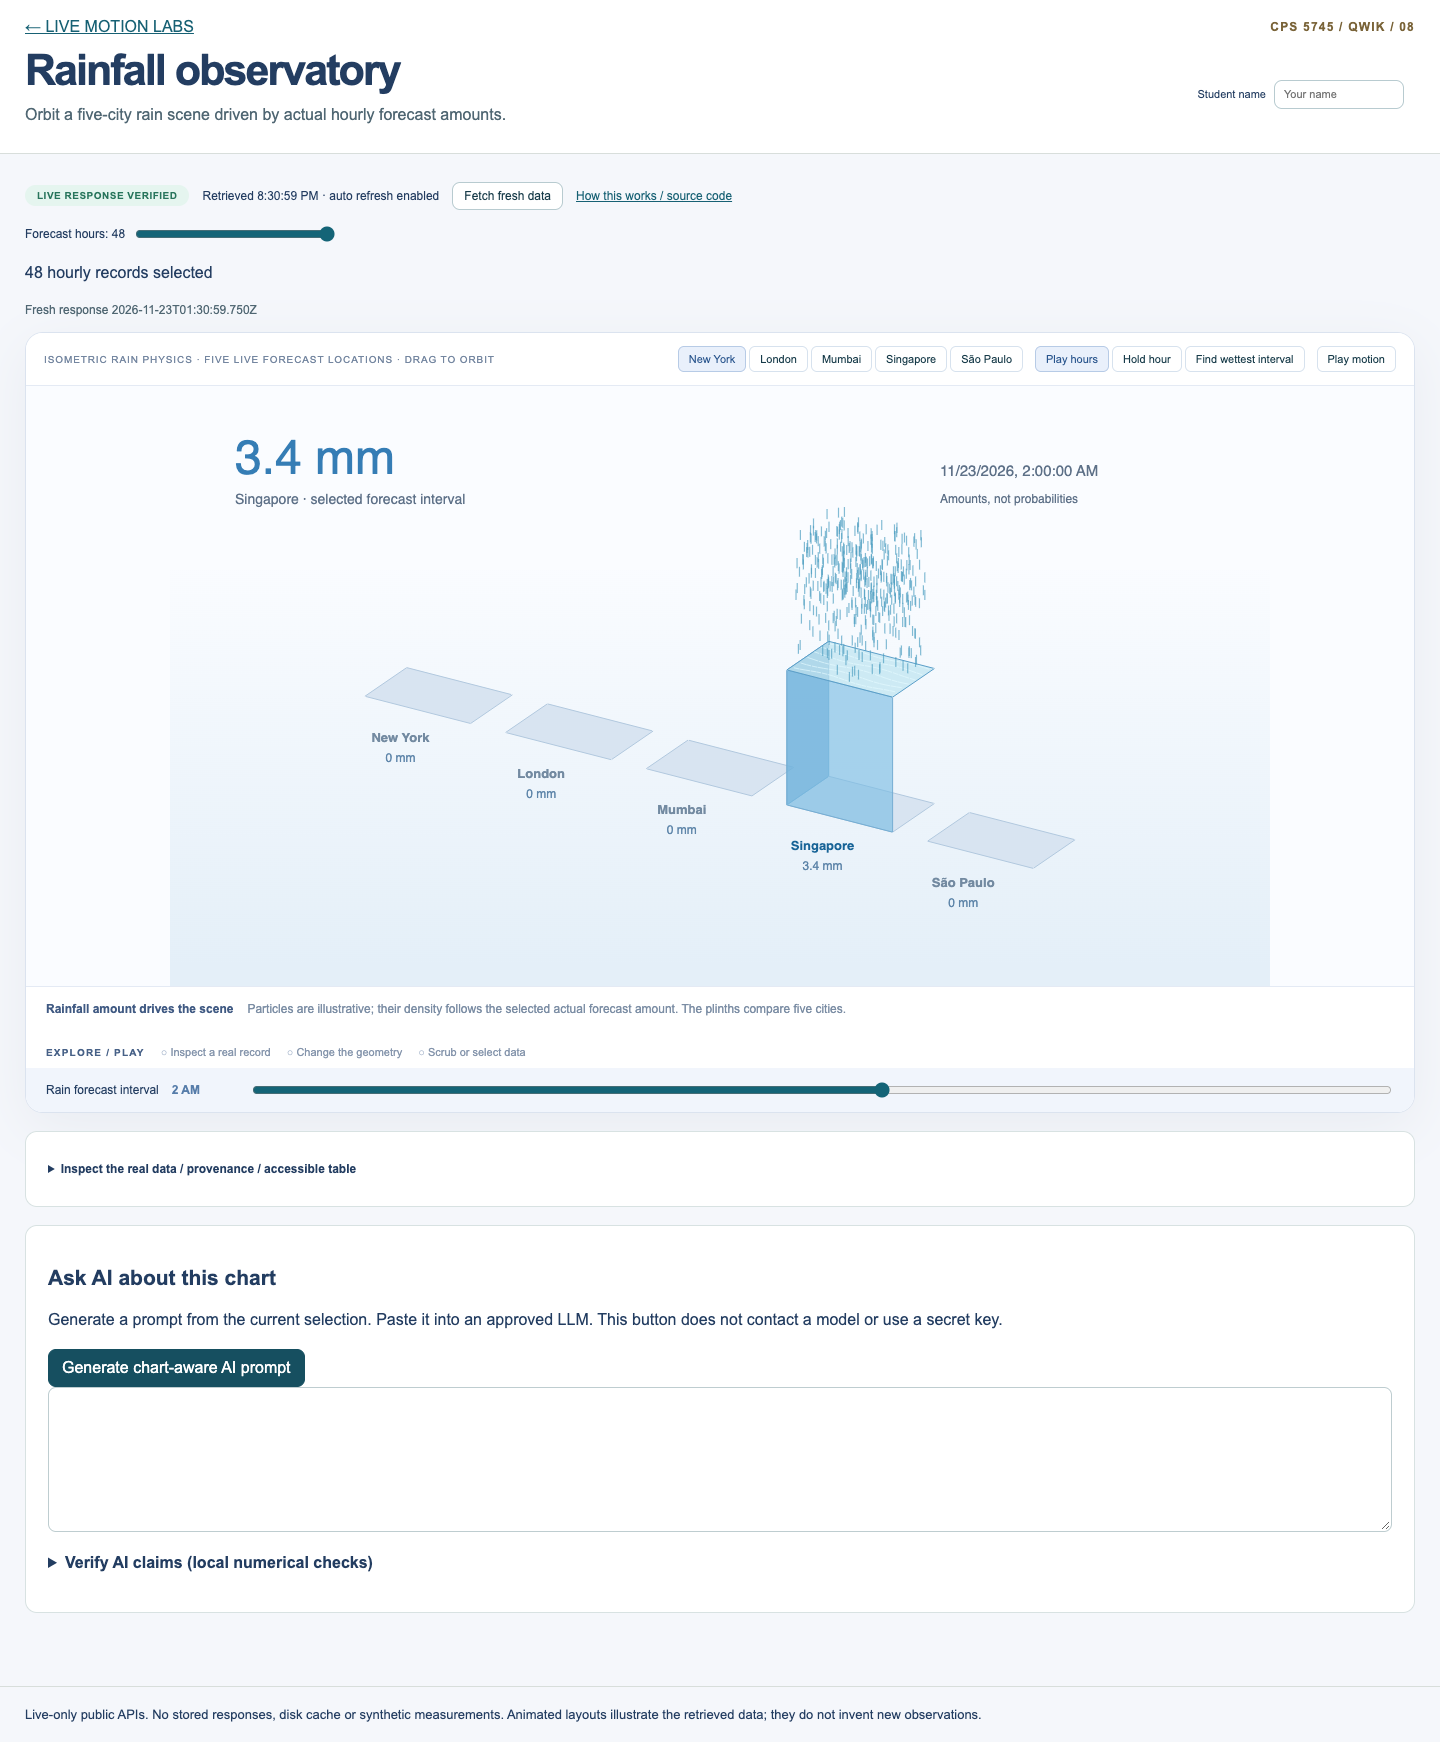 ← LIVE MOTION LABS
CPS 5745 / QWIK / 08
Rainfall observatory
Orbit a five-city rain scene driven by actual hourly forecast amounts.
Student name
Your name
LIVE RESPONSE VERIFIED
Retrieved 8:30:59 PM · auto refresh enabled
Fetch fresh data
How this works / source code
Forecast hours: 48
48 hourly records selected
Fresh response 2026-11-23T01:30:59.750Z
ISOMETRIC RAIN PHYSICS · FIVE LIVE FORECAST LOCATIONS · DRAG TO ORBIT
New York
London
Mumbai
Singapore
São Paulo
Play hours
Hold hour
Find wettest interval
Play motion
3.4 mm
Singapore · selected forecast interval
11/23/2026, 2:00:00 AM
Amounts, not probabilities
New York
0 mm
London
0 mm
Mumbai
0 mm
Singapore
3.4 mm
São Paulo
0 mm
Rainfall amount drives the scene
Particles are illustrative; their density follows the selected actual forecast amount. The plinths compare five cities.
EXPLORE / PLAY
○ Inspect a real record
○ Change the geometry
○ Scrub or select data
Rain forecast interval
2 AM
▶ Inspect the real data / provenance / accessible table
Ask AI about this chart
Generate a prompt from the current selection. Paste it into an approved LLM. This button does not contact a model or use a secret key.
Generate chart-aware AI prompt
▶ Verify AI claims (local numerical checks)
Live-only public APIs. No stored responses, disk cache or synthetic measurements. Animated layouts illustrate the retrieved data; they do not invent new observations.